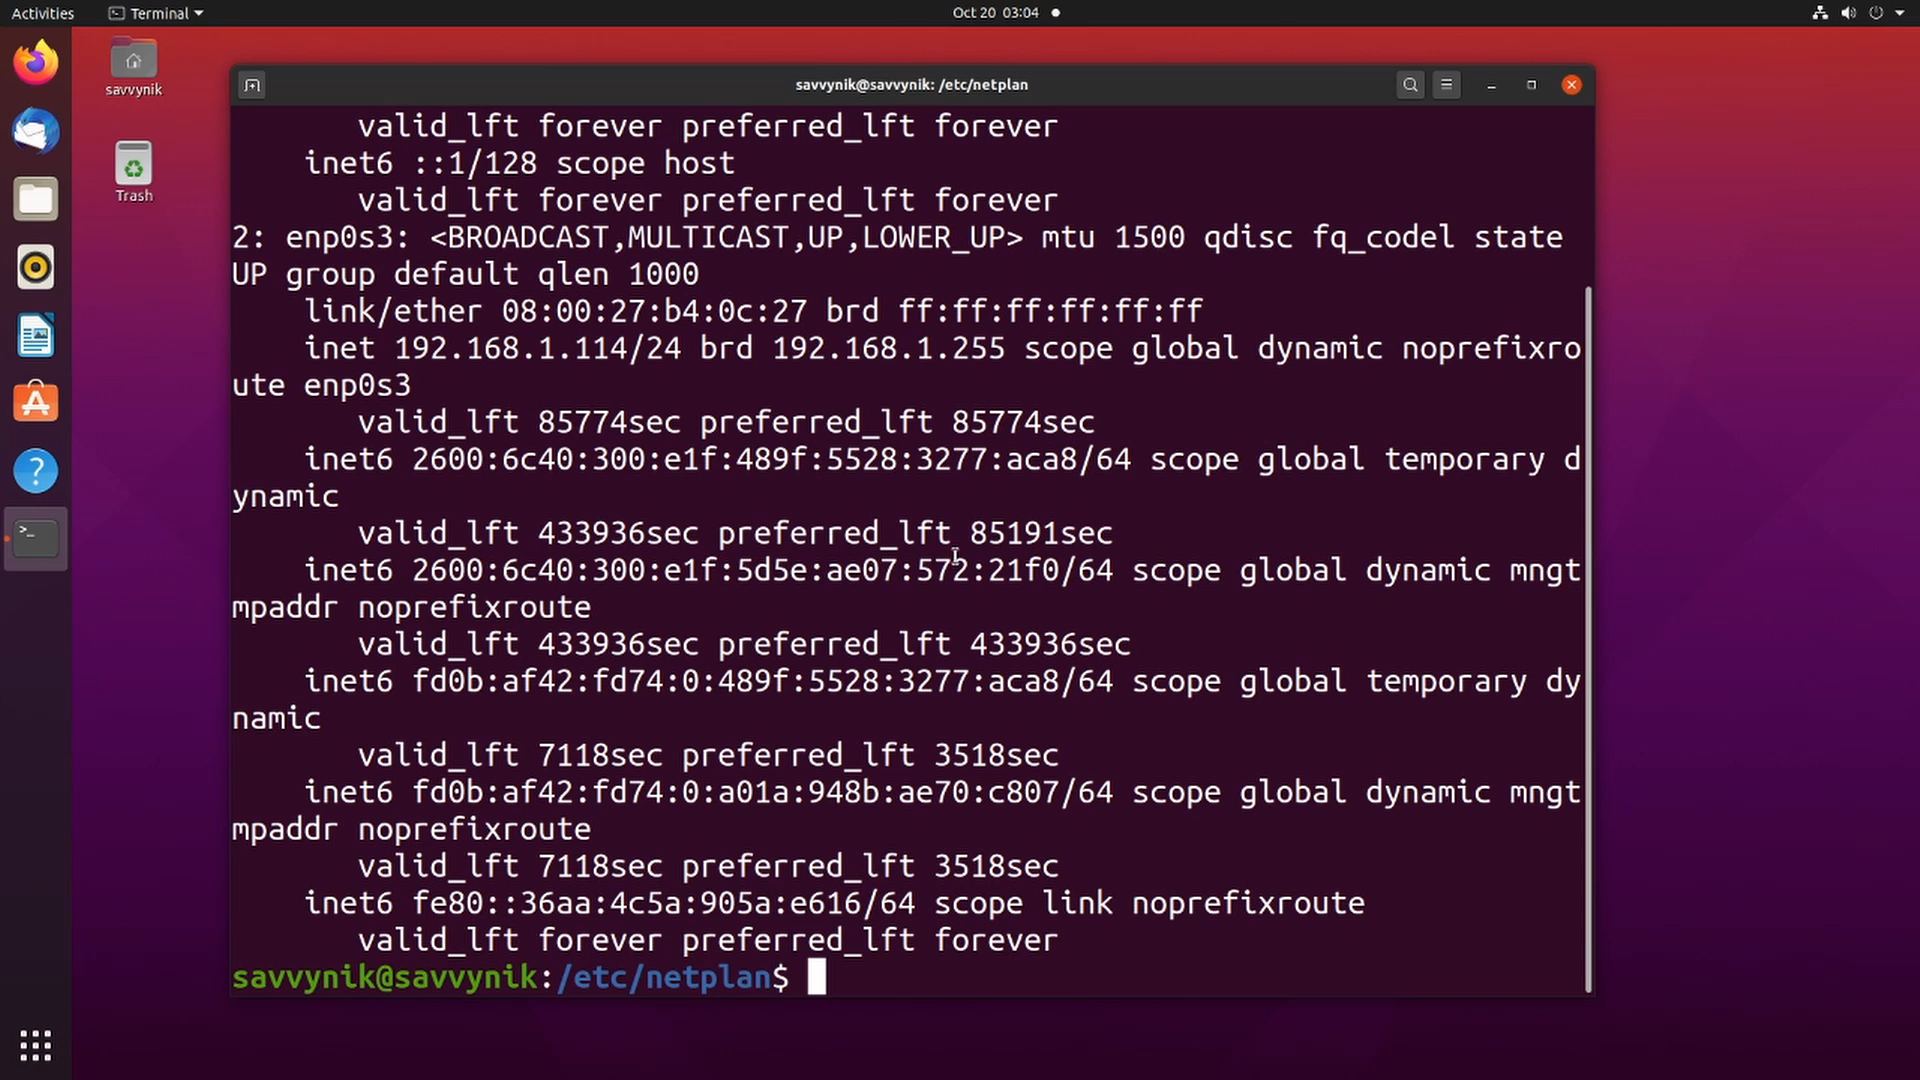 Activities
Terminal
Oct 20 03:04
savvynik
Trash
savvynik@savvynik: /etc/netplan
valid_lft forever preferred_lft forever
inet6 ::1/128 scope host
valid_lft forever preferred_lft forever
2: enp0s3: <BROADCAST,MULTICAST,UP,LOWER_UP> mtu 1500 qdisc fq_codel state
UP group default qlen 1000
link/ether 08:00:27:b4:0c:27 brd ff:ff:ff:ff:ff:ff
inet 192.168.1.114/24 brd 192.168.1.255 scope global dynamic noprefixro
ute enp0s3
valid_lft 85774sec preferred_lft 85774sec
inet6 2600:6c40:300:e1f:489f:5528:3277:aca8/64 scope global temporary d
ynamic
valid_lft 433936sec preferred_lft 85191sec
inet6 2600:6c40:300:e1f:5d5e:ae07:572:21f0/64 scope global dynamic mngt
mpaddr noprefixroute
valid_lft 433936sec preferred_lft 433936sec
inet6 fd0b:af42:fd74:0:489f:5528:3277:aca8/64 scope global temporary dy
namic
valid_lft 7118sec preferred_lft 3518sec
inet6 fd0b:af42:fd74:0:a01a:948b:ae70:c807/64 scope global dynamic mngt
mpaddr noprefixroute
valid_lft 7118sec preferred_lft 3518sec
inet6 fe80::36aa:4c5a:905a:e616/64 scope link noprefixroute
valid_lft forever preferred_lft forever
savvynik@savvynik:/etc/netplan$